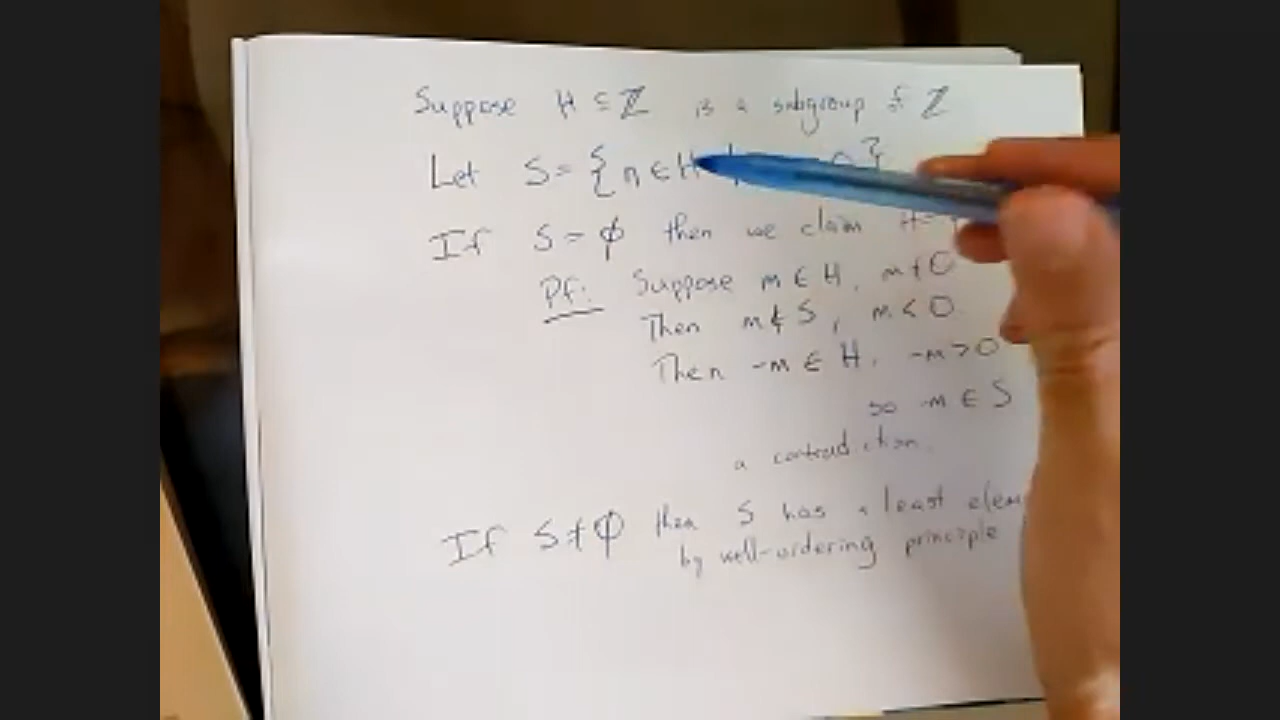 Suppose H ⊆ ℤ is a subgroup of ℤ
Let S = { n ∈ H | }
If S = ∅ then we claim H =
Pf: Suppose m ∈ H, m ≠ 0
Then m ∉ S, m < 0
Then -m ∈ H. -m > 0
so -m ∈ S
a contradiction.
If S ≠ ∅ then S has a least
by well-ordering principle